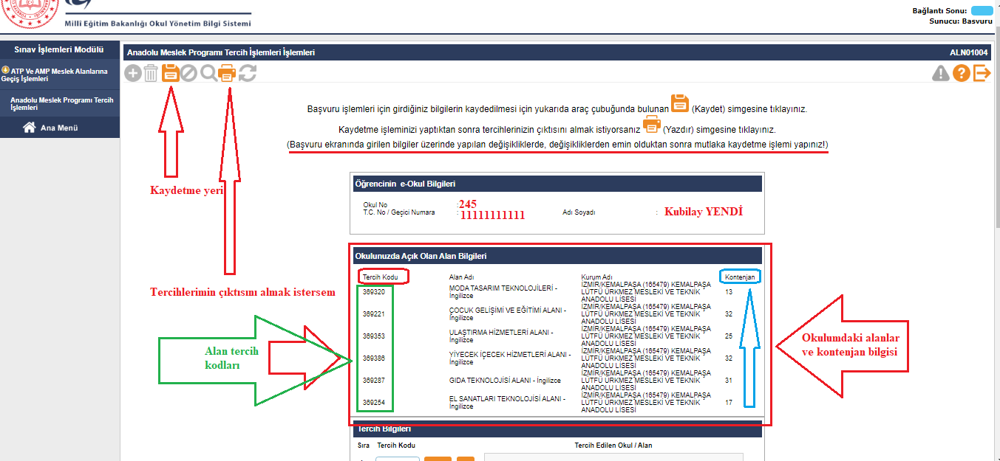 Bağlantı Sonu:
Sunucu: Basvuru
Millî Eğitim Bakanlığı Okul Yönetim Bilgi Sistemi
Sınav İşlemleri Modülü
ATP Ve AMP Meslek Alanlarına
Geçiş İşlemleri
Anadolu Meslek Programı Tercih
İşlemleri
Ana Menü
Anadolu Meslek Programı Tercih İşlemleri İşlemleri
ALN01004
Başvuru işlemleri için girdiğiniz bilgilerin kaydedilmesi için yukarıda araç çubuğunda bulunan (Kaydet) simgesine tıklayınız.
Kaydetme işleminizi yaptıktan sonra tercihlerinizin çıktısını almak istiyorsanız (Yazdır) simgesine tıklayınız.
(Başvuru ekranında girilen bilgiler üzerinde yapılan değişikliklerde, değişikliklerden emin olduktan sonra mutlaka kaydetme işlemi yapınız!)
Kaydetme yeri
Öğrencinin e-Okul Bilgileri
Okul No :245
T.C. No / Geçici Numara : 11111111111 Adı Soyadı : Kubilay YENDİ
Tercihlerimin çıktısını almak istersem
Okulunuzda Açık Olan Alan Bilgileri
Tercih Kodu Alan Adı Kurum Adı Kontenjan
369320 MODA TASARIM TEKNOLOJİLERİ - İngilizce İZMİR/KEMALPAŞA (165479) KEMALPAŞA LÜTFÜ ÜRKMEZ MESLEKİ VE TEKNİK ANADOLU LİSESİ 13
369221 ÇOCUK GELİŞİMİ VE EĞİTİMİ ALANI - İngilizce İZMİR/KEMALPAŞA (165479) KEMALPAŞA LÜTFÜ ÜRKMEZ MESLEKİ VE TEKNİK ANADOLU LİSESİ 32
369353 ULAŞTIRMA HİZMETLERİ ALANI - İngilizce İZMİR/KEMALPAŞA (165479) KEMALPAŞA LÜTFÜ ÜRKMEZ MESLEKİ VE TEKNİK ANADOLU LİSESİ 25
369386 YİYECEK İÇECEK HİZMETLERİ ALANI - İngilizce İZMİR/KEMALPAŞA (165479) KEMALPAŞA LÜTFÜ ÜRKMEZ MESLEKİ VE TEKNİK ANADOLU LİSESİ 32
369287 GIDA TEKNOLOJİSİ ALANI - İngilizce İZMİR/KEMALPAŞA (165479) KEMALPAŞA LÜTFÜ ÜRKMEZ MESLEKİ VE TEKNİK ANADOLU LİSESİ 31
369254 EL SANATLARI TEKNOLOJİSİ ALANI - İngilizce İZMİR/KEMALPAŞA (165479) KEMALPAŞA LÜTFÜ ÜRKMEZ MESLEKİ VE TEKNİK ANADOLU LİSESİ 17
Alan tercih
kodları
Okulumdaki alanlar
ve kontenjan bilgisi
Tercih Bilgileri
Sıra Tercih Kodu Tercih Edilen Okul / Alan